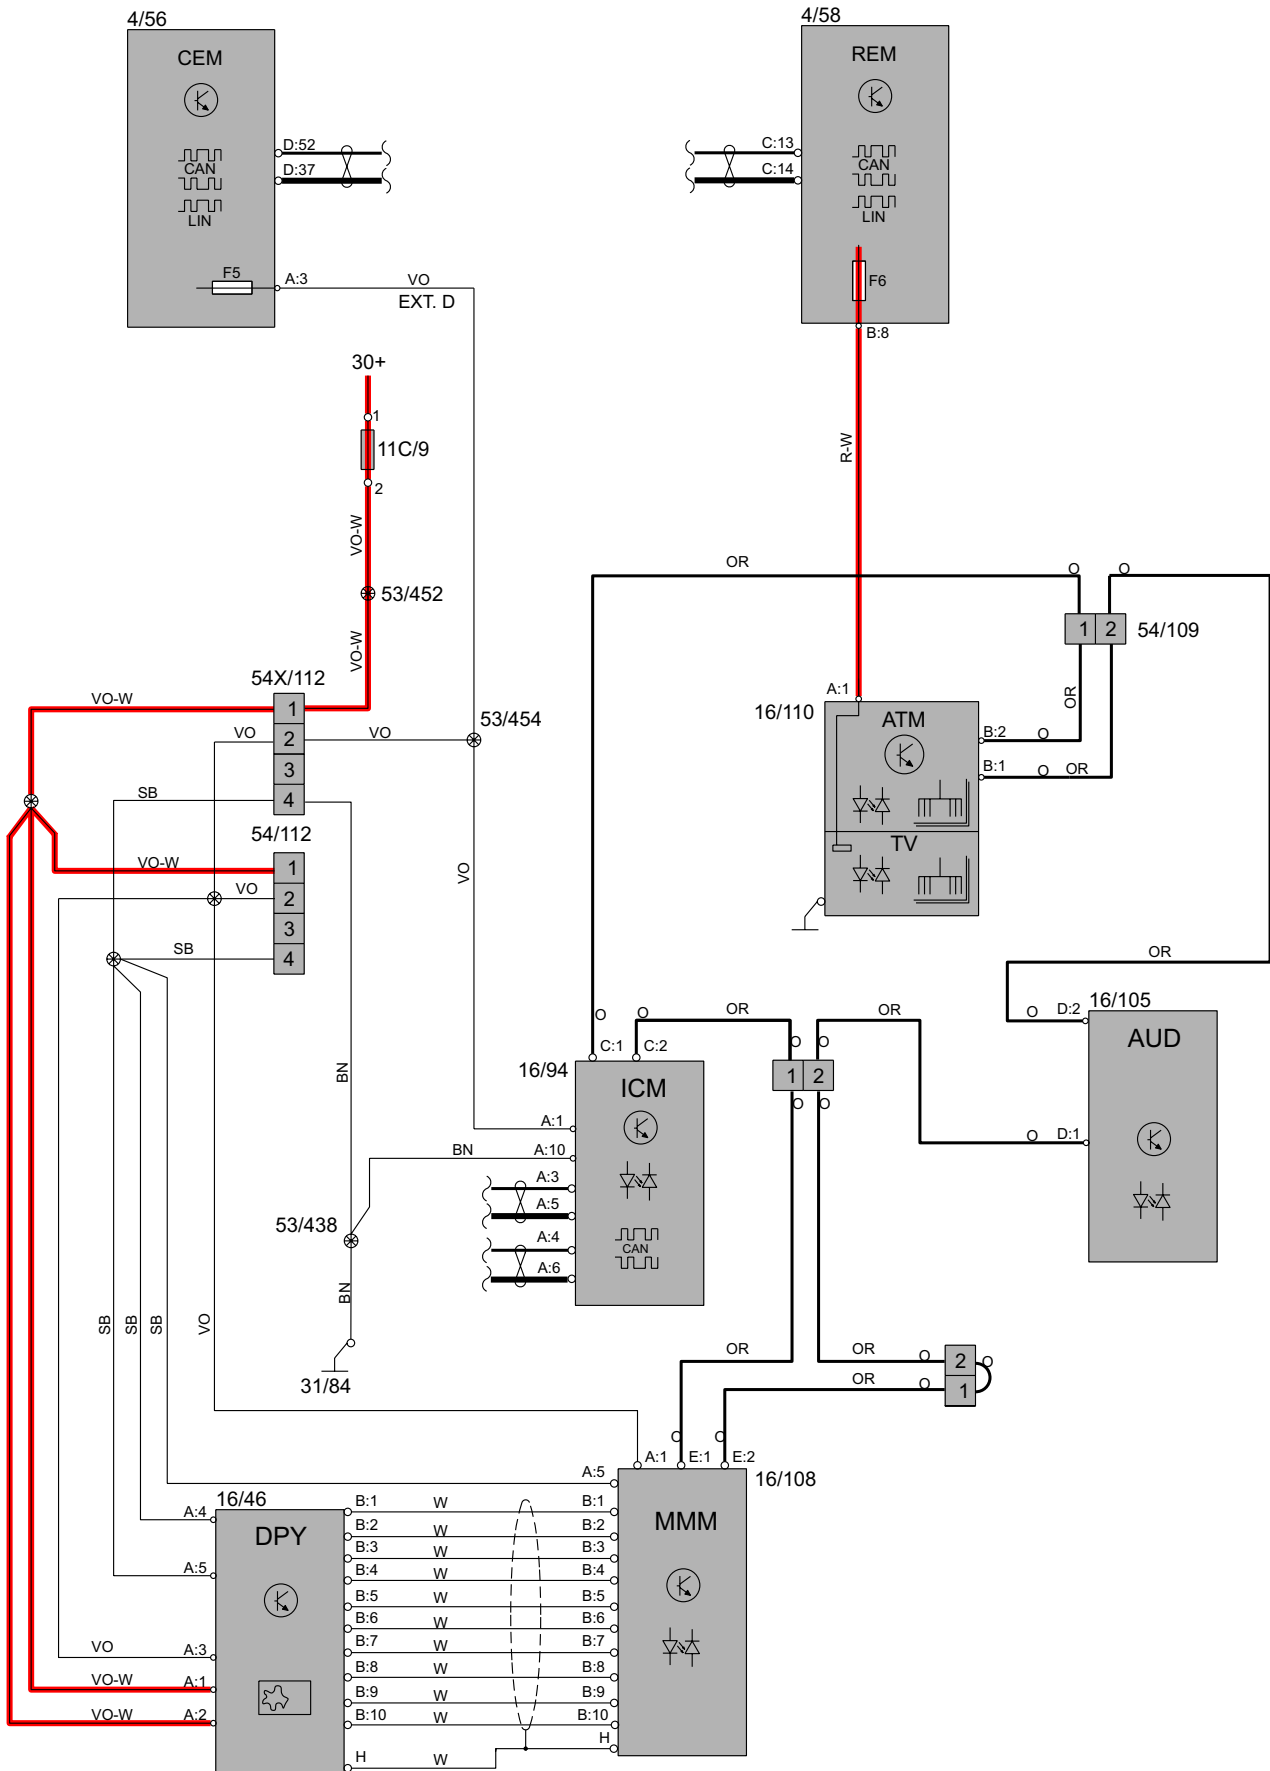 4/56
CEM
CAN
LIN
D:52
D:37
F5
A:3
VO
EXT. D
4/58
REM
CAN
LIN
C:13
C:14
F6
B:8
R-W
30+
1
11C/9
2
VO-W
53/452
VO-W
OR
O
O
1 2
54/109
OR
54X/112
VO-W
1
2
3
4
VO
VO
53/454
SB
54/112
VO-W
1
2
3
4
VO
SB
VO
BN
A:1
16/110
ATM
TV
B:2
O
B:1
O
OR
OR
16/105
AUD
O
D:2
O
D:1
O
O
OR
O
OR
O
1 2
O
O
C:1
C:2
16/94
ICM
CAN
A:1
BN
A:10
A:3
A:5
A:4
A:6
53/438
BN
31/84
SB
SB
SB
VO
OR
OR
O
2
O
OR
O
1
O
O
A:1
E:1
E:2
A:5
16/108
MMM
16/46
DPY
A:4
A:5
VO
A:3
VO-W
A:1
VO-W
A:2
B:1 W B:1
B:2 W B:2
B:3 W B:3
B:4 W B:4
B:5 W B:5
B:6 W B:6
B:7 W B:7
B:8 W B:8
B:9 W B:9
B:10 W B:10
H W H